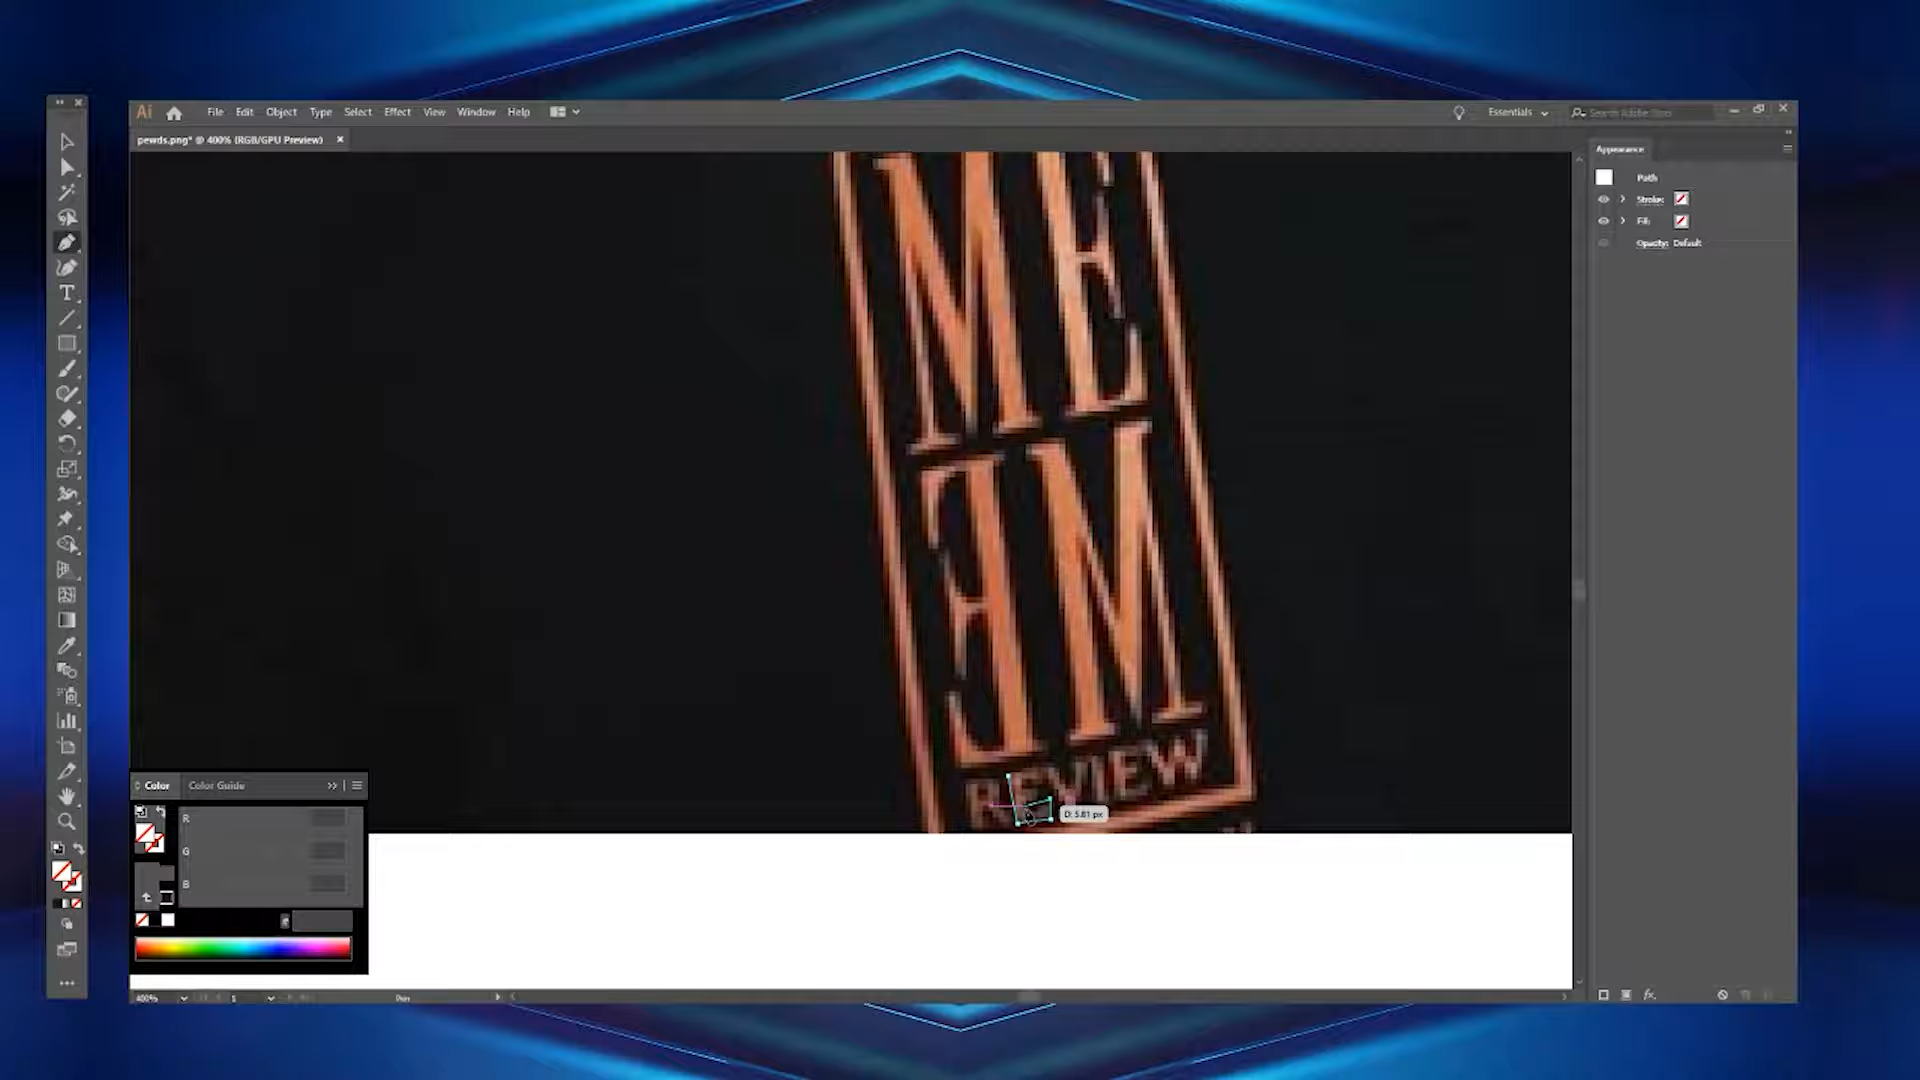 Ai File Edit Object Type Select Effect View Window Help Essentials Search Adobe Stock
pewds.png* @ 400% (RGB/GPU Preview)
Appearance
Path
Stroke:
Fill:
Opacity: Default
ME
EM
REVIEW
D: 5.81 px
Color Color Guide
R
G
B
400% 1 Pen